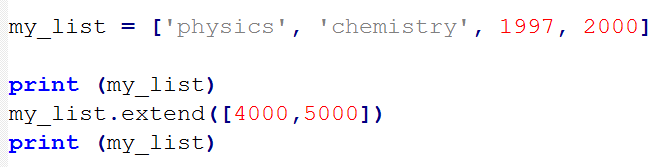 my_list = ['physics', 'chemistry', 1997, 2000]
print (my_list)
my_list.extend([4000,5000])
print (my_list)